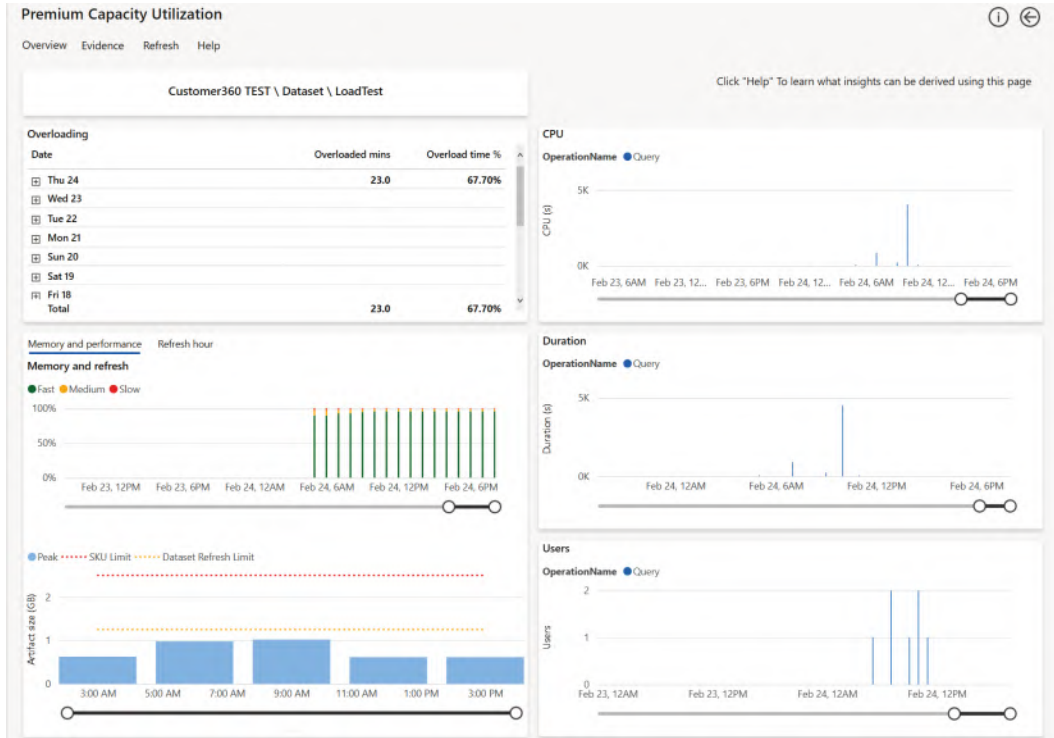 Premium Capacity Utilization
Overview Evidence Refresh Help
Customer360 TEST \ Dataset \ LoadTest
Click "Help" To learn what insights can be derived using this page
Overloading
Date Overloaded mins Overload time %
Thu 24 23.0 67.70%
Wed 23
Tue 22
Mon 21
Sun 20
Sat 19
Fri 18
Total 23.0 67.70%
CPU
OperationName Query
5K
CPU (s)
0K
Feb 23, 6AM Feb 23, 12... Feb 23, 6PM Feb 24, 12... Feb 24, 6AM Feb 24, 12... Feb 24, 6PM
Memory and performance Refresh hour
Memory and refresh
Fast Medium Slow
100%
50%
0%
Feb 23, 12PM Feb 23, 6PM Feb 24, 12AM Feb 24, 6AM Feb 24, 12PM Feb 24, 6PM
Duration
OperationName Query
5K
Duration (s)
0K
Feb 24, 12AM Feb 24, 6AM Feb 24, 12PM Feb 24, 6PM
Peak SKU Limit Dataset Refresh Limit
Artifact size (GB)
2
1
0
3:00 AM 5:00 AM 7:00 AM 9:00 AM 11:00 AM 1:00 PM 3:00 PM
Users
OperationName Query
2
Users
1
0
Feb 23, 12AM Feb 23, 12PM Feb 24, 12AM Feb 24, 12PM